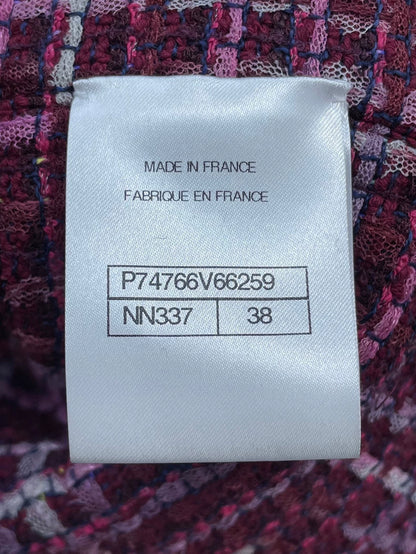 MADE IN FRANCE
FABRIQUE EN FRANCE
P74766V66259
NN337 38